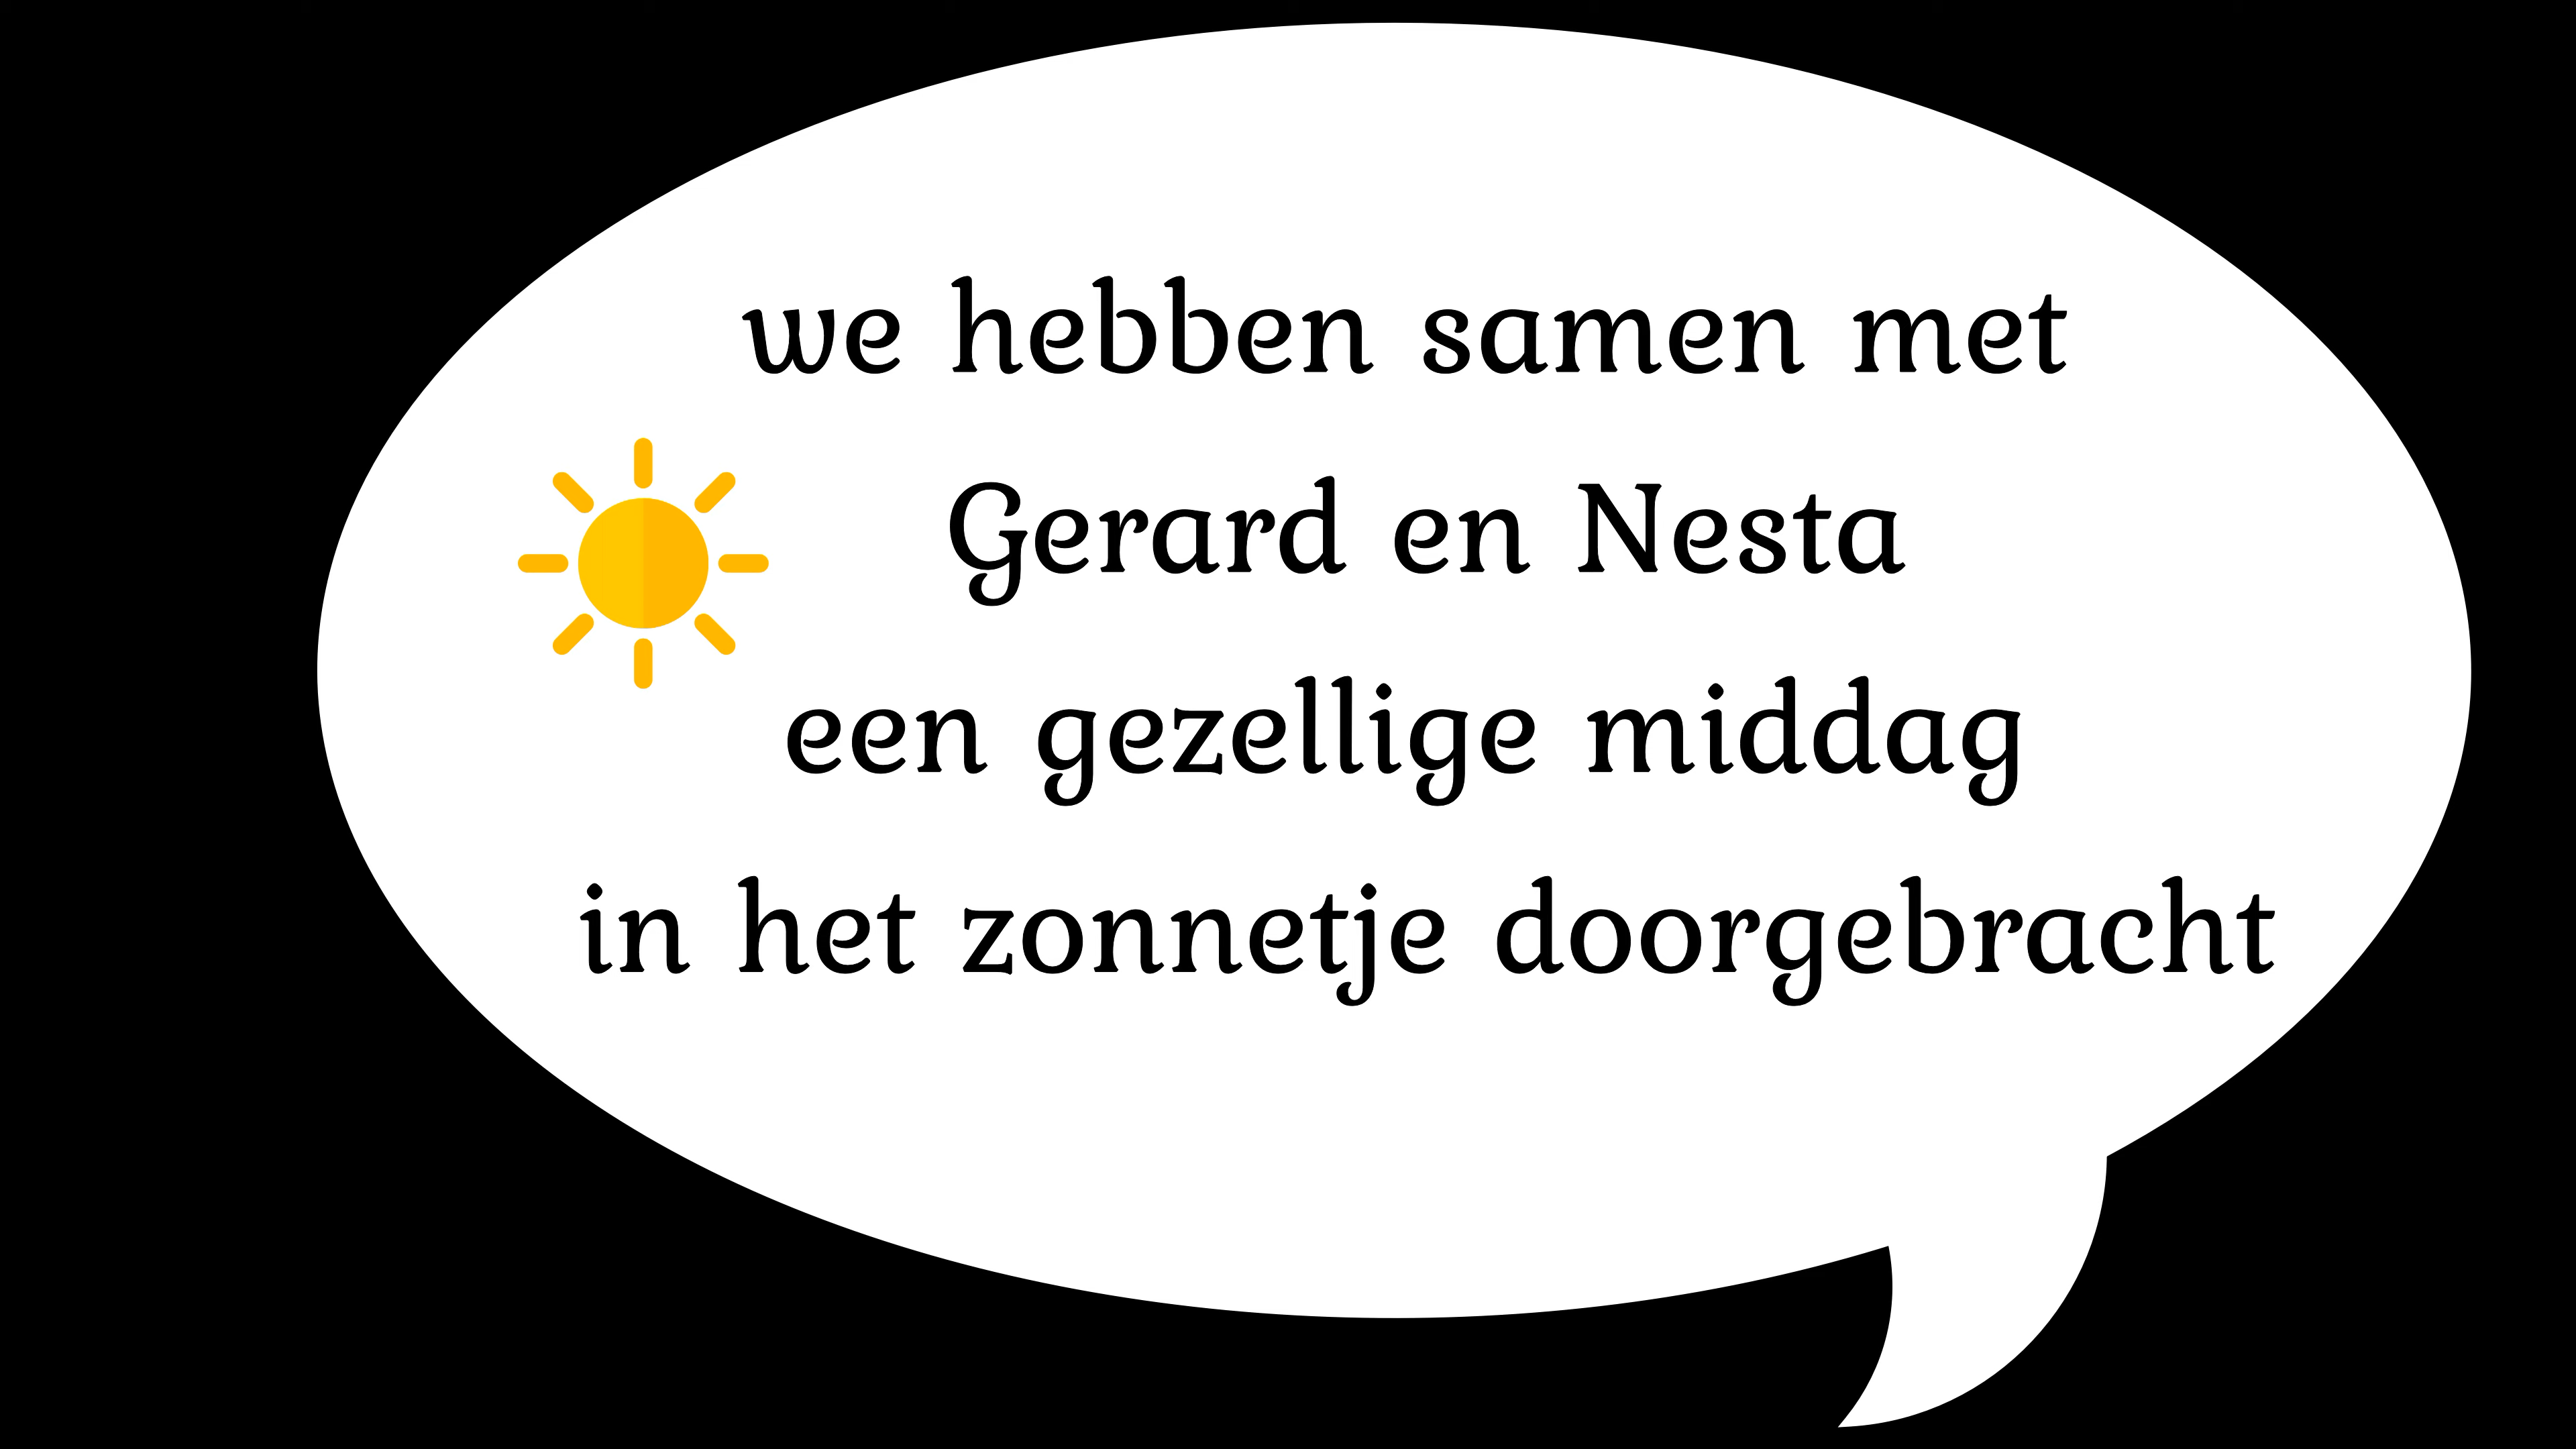 we hebben samen met
Gerard en Nesta
een gezellige middag
in het zonnetje doorgebracht